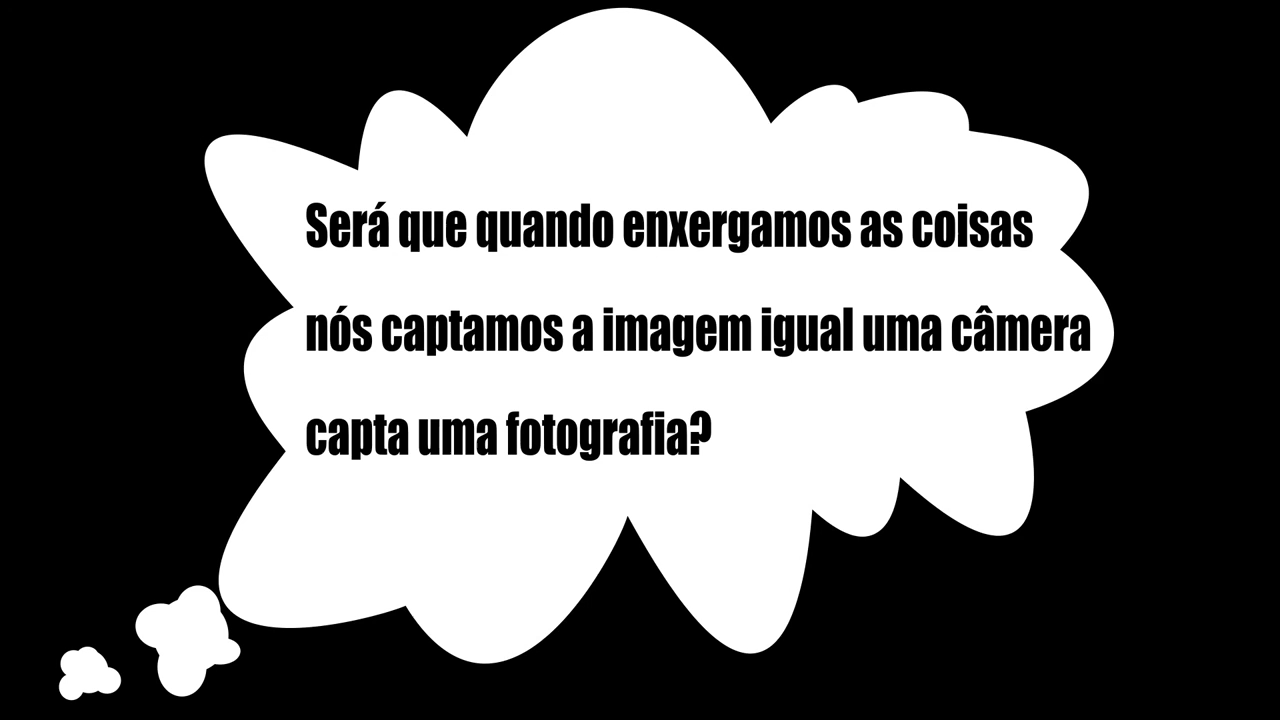 Será que quando enxergamos as coisas
nós captamos a imagem igual uma câmera
capta uma fotografia?